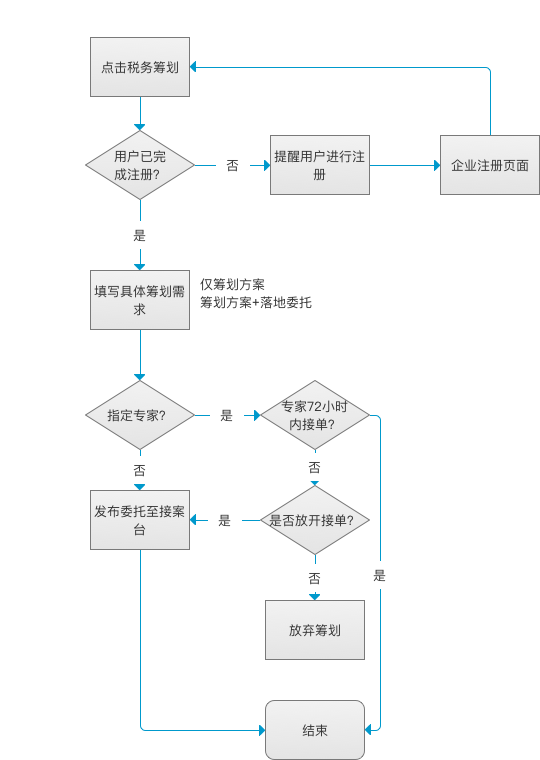 点击税务筹划
用户已完
成注册?
否
提醒用户进行注
册
企业注册页面
是
填写具体筹划需
求
仅筹划方案
筹划方案+落地委托
指定专家?
是
专家72小时
内接单?
否
否
发布委托至接案
台
是
是否放开接单?
否
是
放弃筹划
结束